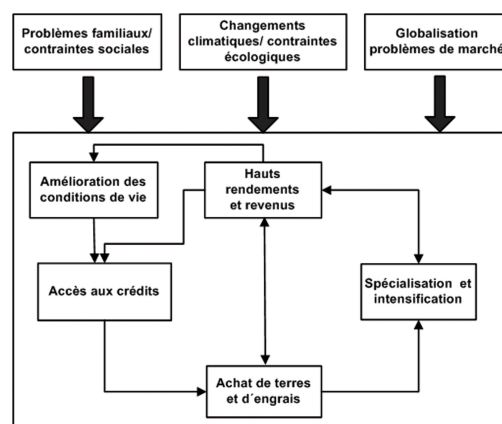 Problèmes familiaux/
contraintes sociales
Changements
climatiques/ contraintes
écologiques
Globalisation
problèmes de marché
Amélioration des
conditions de vie
Hauts
rendements
et revenus
Accès aux crédits
Spécialisation et
intensification
Achat de terres
et d´engrais